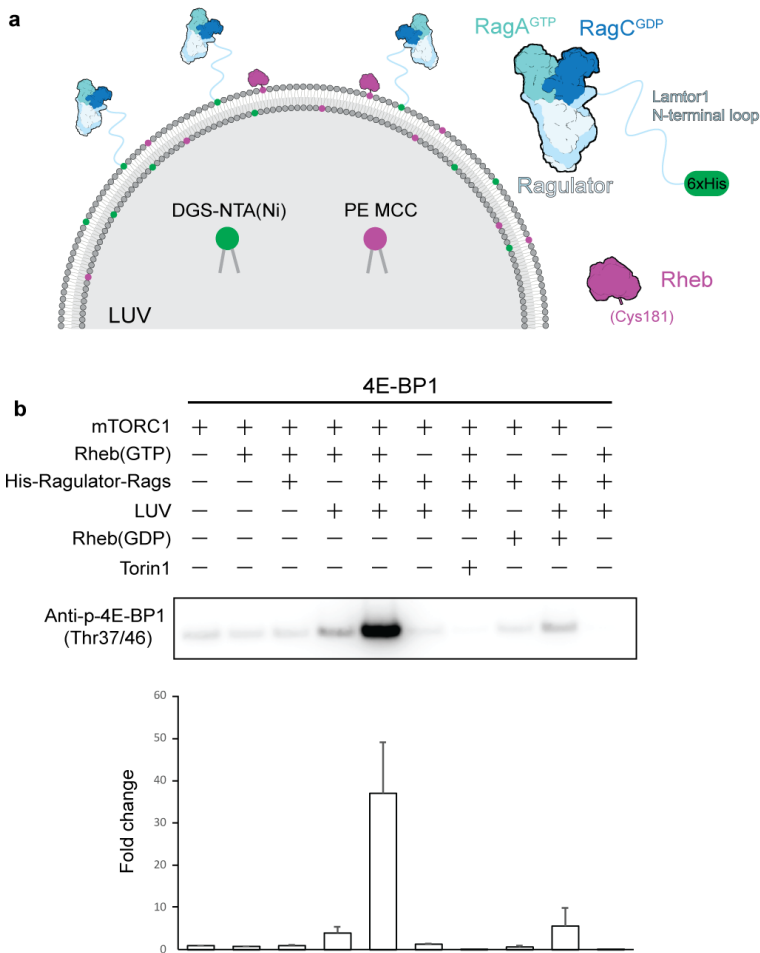 a
RagA^GTP RagC^GDP
Lamtor1
N-terminal loop
6xHis
Ragulator
DGS-NTA(Ni) PE MCC
Rheb
(Cys181)
LUV
4E-BP1
b
mTORC1 + + + + + + + + + −
Rheb(GTP) − + + + + − + − − +
His-Ragulator-Rags − − + − + + + + + +
LUV − − − + + + + − + +
Rheb(GDP) − − − − − − − + + −
Torin1 − − − − − − + − − −
Anti-p-4E-BP1
(Thr37/46)
60
50
40
30
20
10
0
Fold change